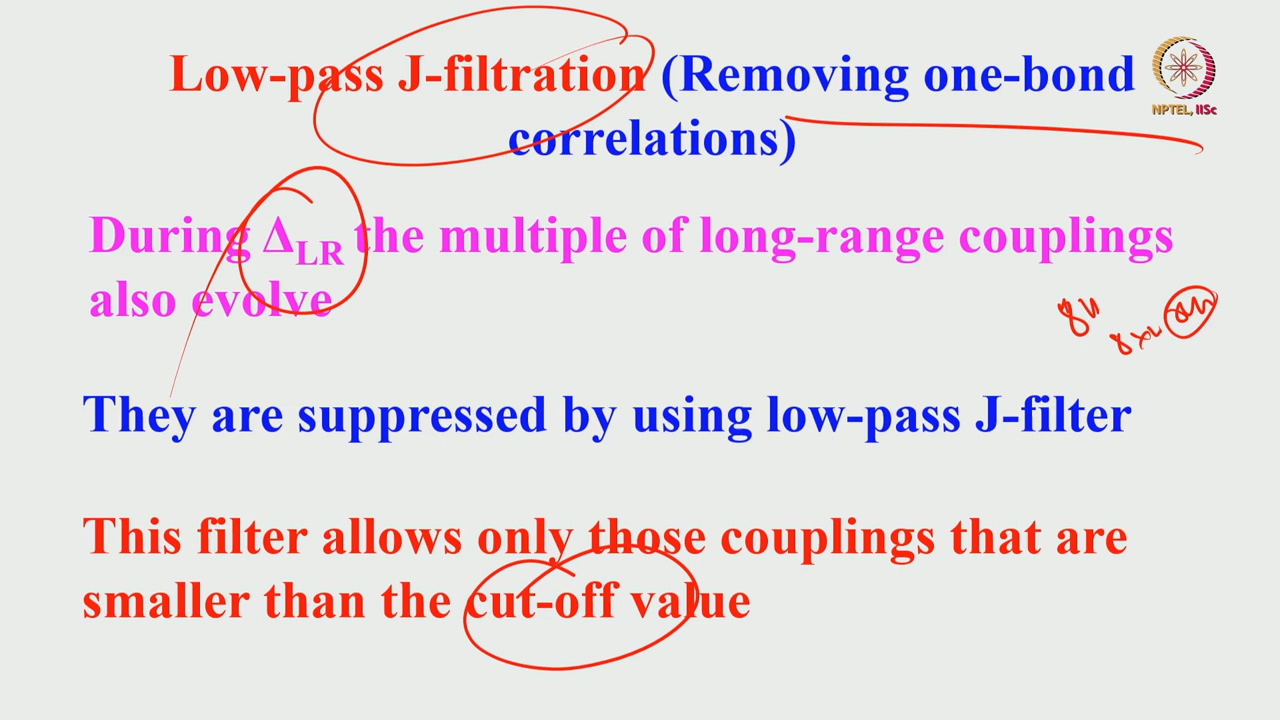 Low-pass J-filtration (Removing one-bond
correlations)
NPTEL, IISc
During Δ_LR the multiple of long-range couplings
also evolve
They are suppressed by using low-pass J-filter
This filter allows only those couplings that are
smaller than the cut-off value